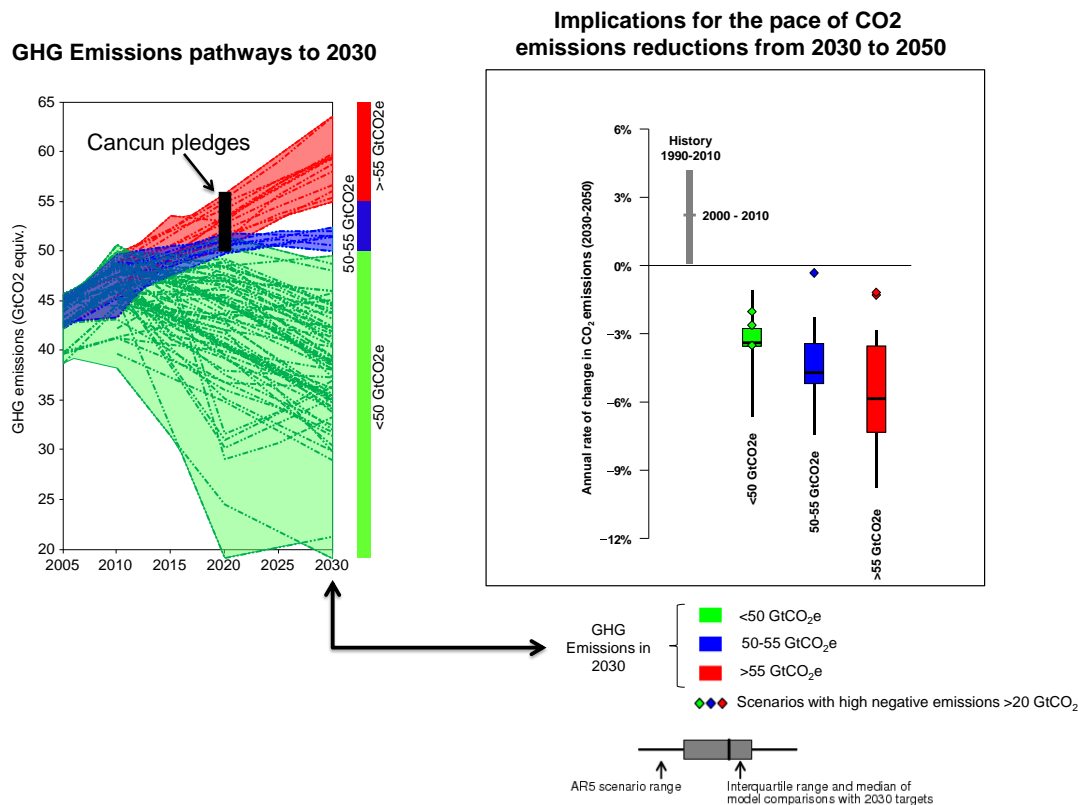 GHG Emissions pathways to 2030
GHG emissions (GtCO2 equiv.)
65
60
55
50
45
40
35
30
25
20
2005
2010
2015
2020
2025
2030
Cancun pledges
>-55 GtCO2e
50-55 GtCO2e
<50 GtCO2e
Implications for the pace of CO2
emissions reductions from 2030 to 2050
Annual rate of change in CO₂ emissions (2030-2050)
6%
3%
0%
−3%
−6%
−9%
−12%
History
1990-2010
2000 - 2010
<50 GtCO2e
50-55 GtCO2e
>55 GtCO2e
GHG
Emissions in
2030
<50 GtCO₂e
50-55 GtCO₂e
>55 GtCO₂e
Scenarios with high negative emissions >20 GtCO₂
AR5 scenario range
Interquartile range and median of
model comparisons with 2030 targets